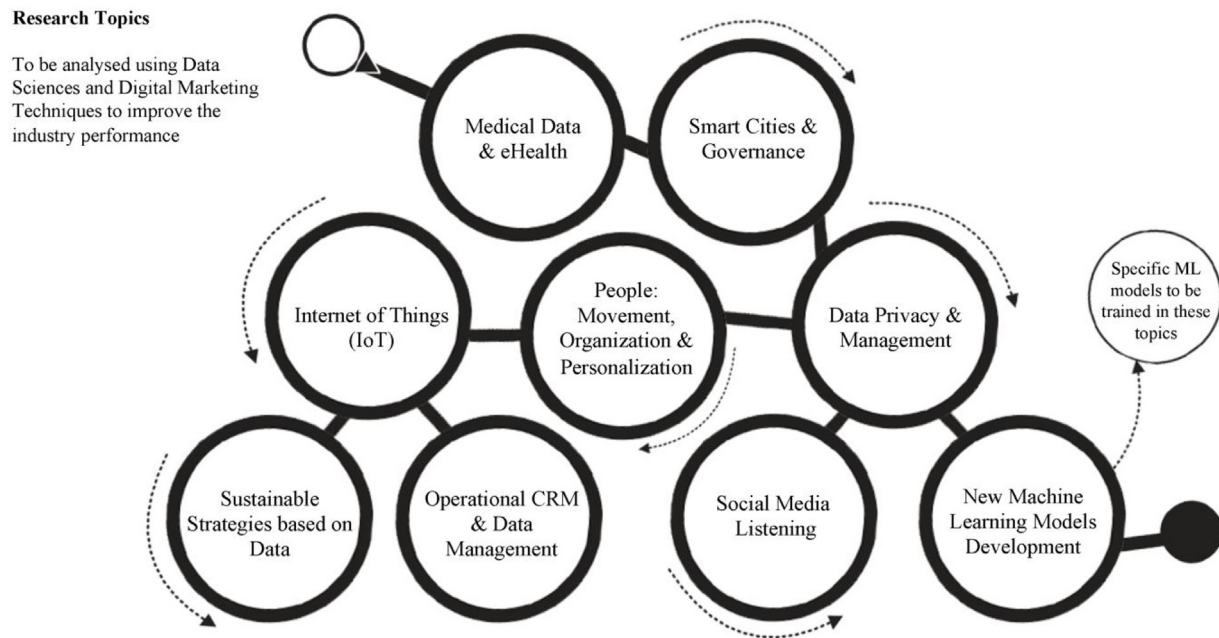 Research Topics
To be analysed using Data
Sciences and Digital Marketing
Techniques to improve the
industry performance
Medical Data
& eHealth
Smart Cities &
Governance
Internet of Things
(IoT)
People:
Movement,
Organization &
Personalization
Data Privacy &
Management
Specific ML
models to be
trained in these
topics
Sustainable
Strategies based on
Data
Operational CRM
& Data
Management
Social Media
Listening
New Machine
Learning Models
Development